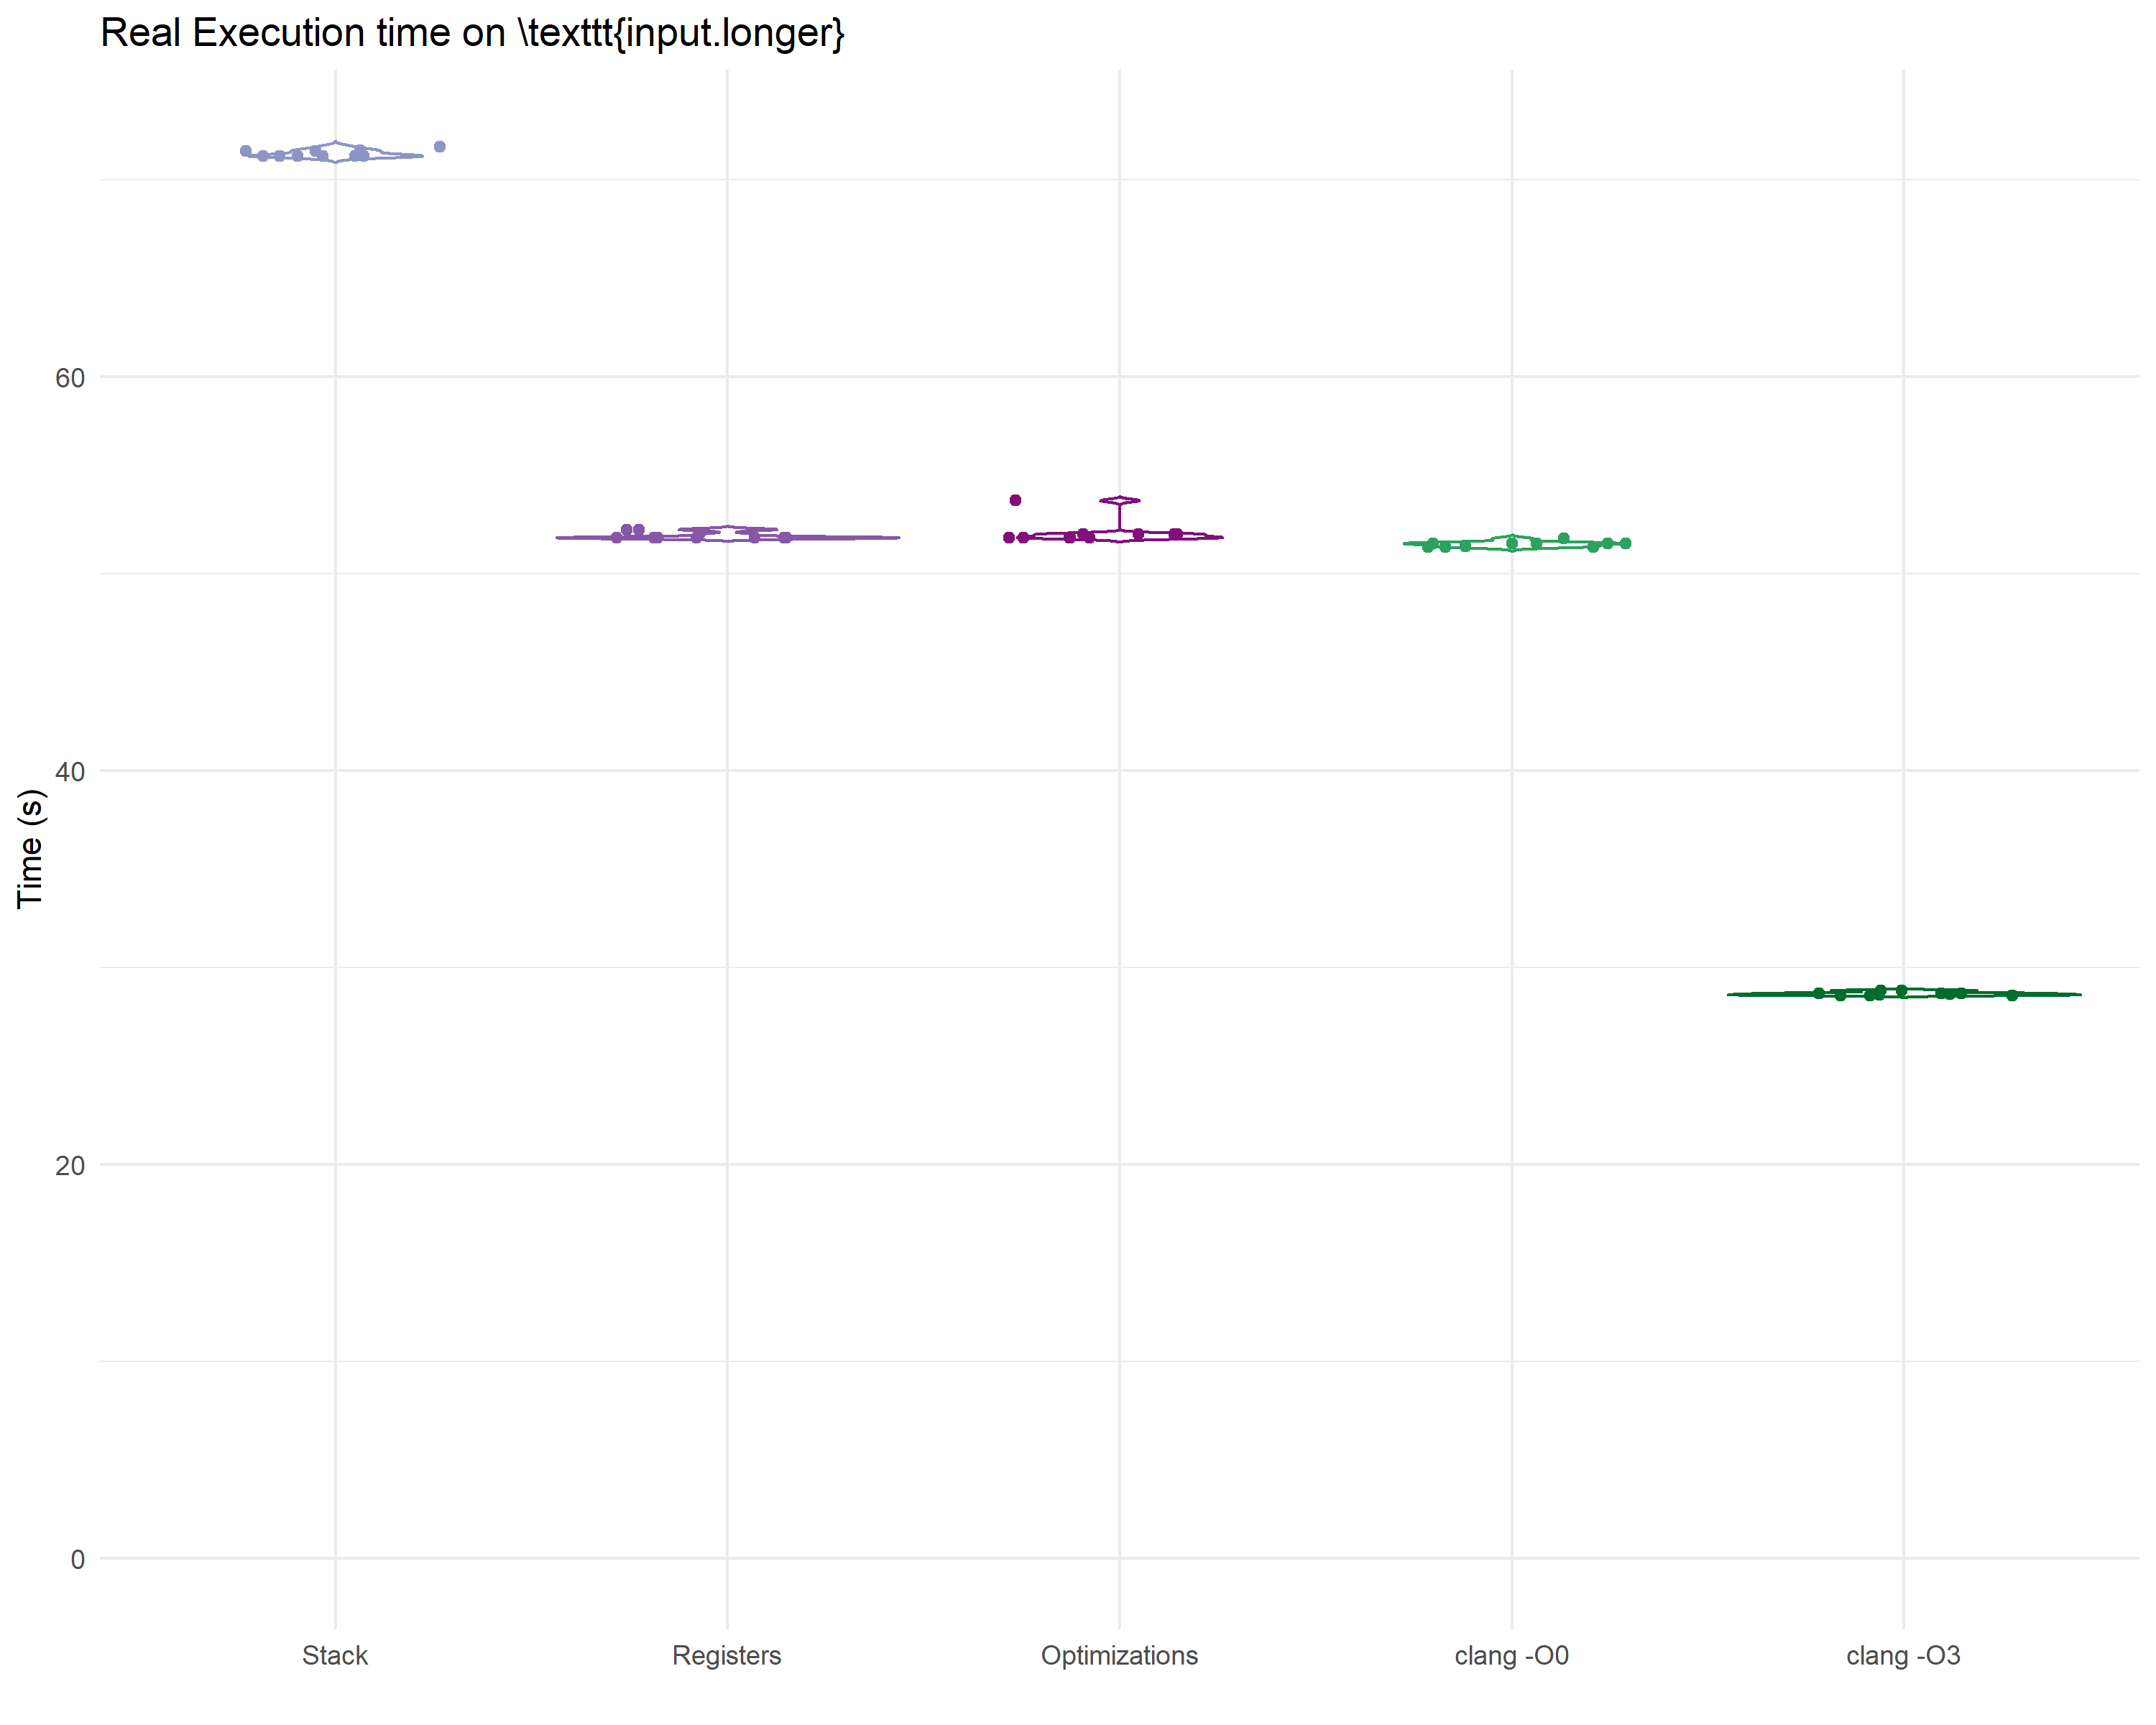 Real Execution time on \texttt{input.longer}
60
40
20
0
Time (s)
Stack Registers Optimizations clang -O0 clang -O3